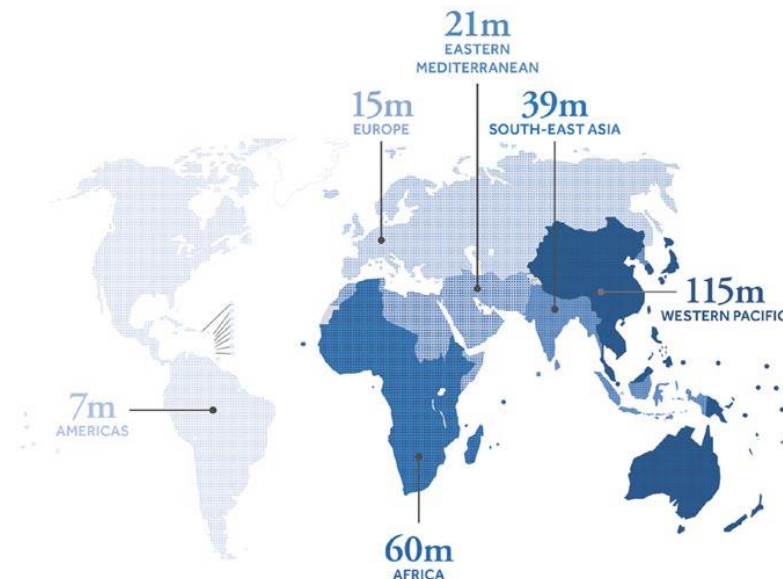 21m
EASTERN
MEDITERRANEAN
15m
EUROPE
39m
SOUTH-EAST ASIA
115m
WESTERN PACIFIC
7m
AMERICAS
60m
AFRICA